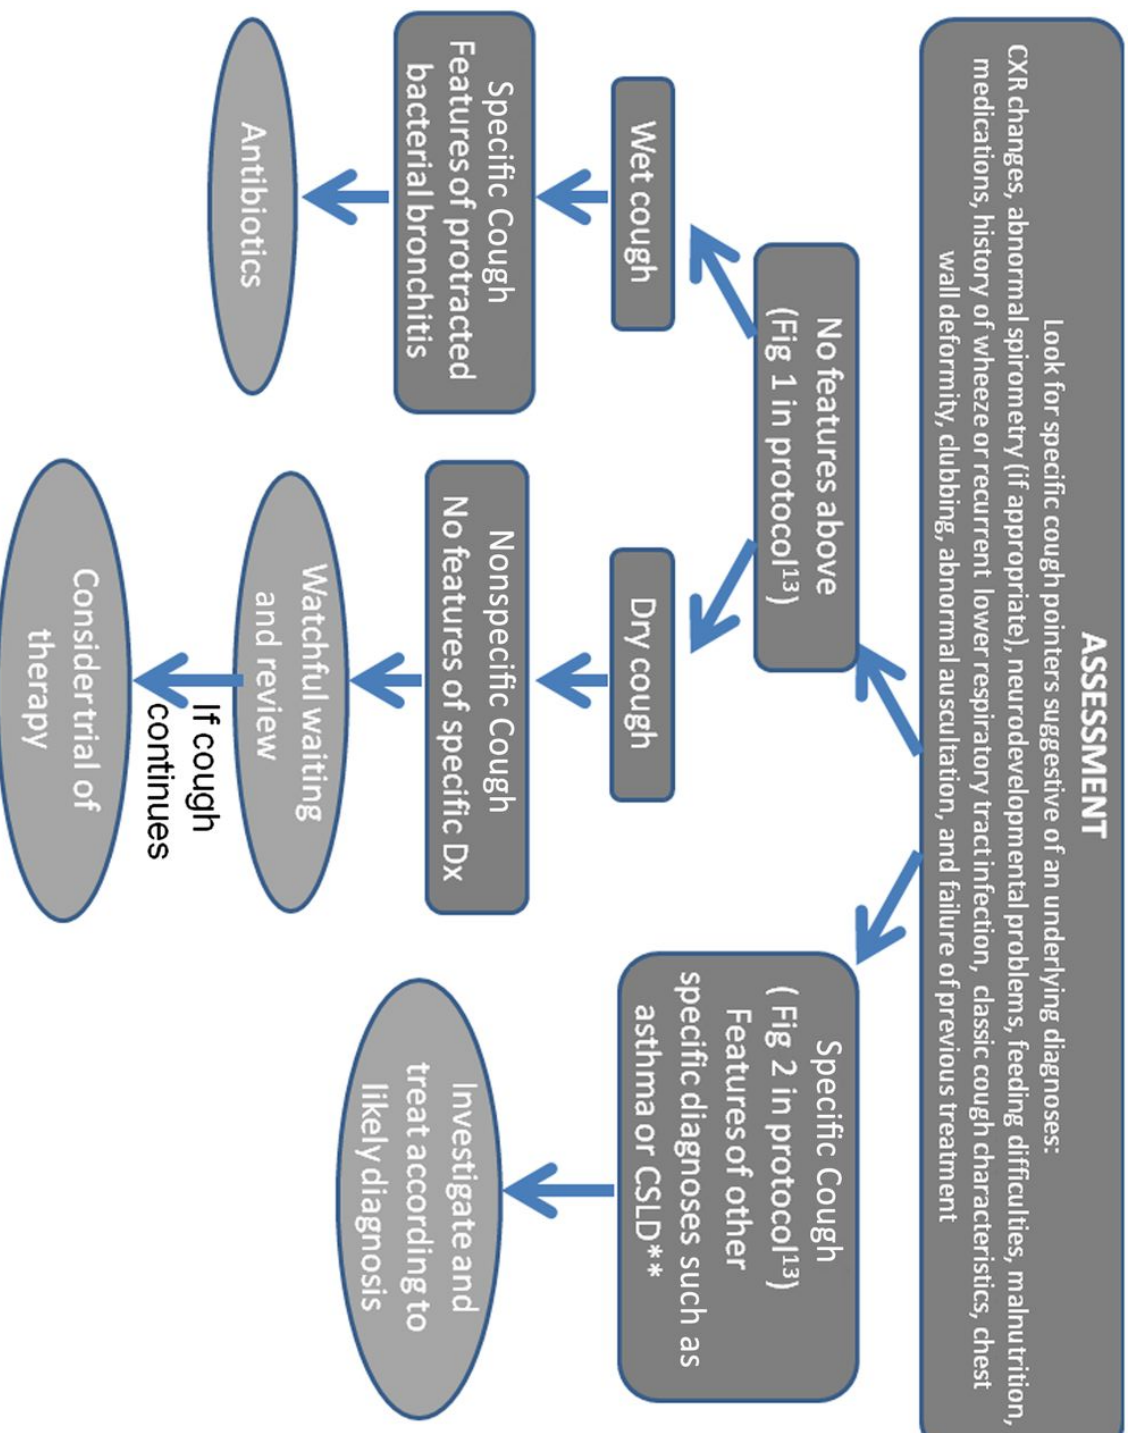 ASSESSMENT
Look for specific cough pointers suggestive of an underlying diagnoses:
CXR changes, abnormal spirometry (if appropriate), neurodevelopmental problems, feeding difficulties, malnutrition,
medications, history of wheeze or recurrent lower respiratory tract infection, classic cough characteristics, chest
wall deformity, clubbing, abnormal auscultation, and failure of previous treatment
No features above
(Fig 1 in protocol¹³)
Wet cough
Specific Cough
Features of protracted
bacterial bronchitis
Antibiotics
Dry cough
Nonspecific Cough
No features of specific Dx
Watchful waiting
and review
If cough
continues
Consider trial of
therapy
Specific Cough
( Fig 2 in protocol¹³)
Features of other
specific diagnoses such as
asthma or CSLD**
Investigate and
treat according to
likely diagnosis